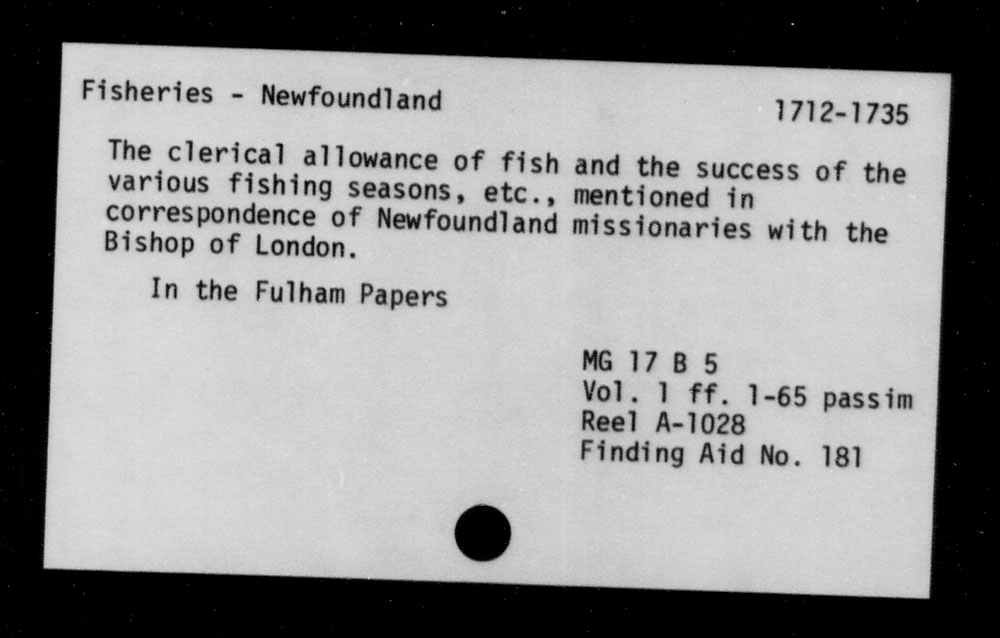 Fisheries - Newfoundland 1712-1735
The clerical allowance of fish and the success of the
various fishing seasons, etc., mentioned in
correspondence of Newfoundland missionaries with the
Bishop of London.
In the Fulham Papers
MG 17 B 5
Vol. 1 ff. 1-65 passim
Reel A-1028
Finding Aid No. 181